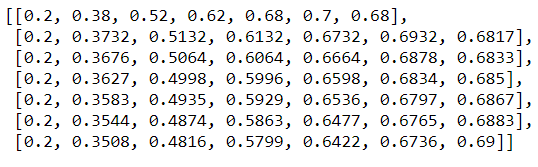 [[0.2, 0.38, 0.52, 0.62, 0.68, 0.7, 0.68],
[0.2, 0.3732, 0.5132, 0.6132, 0.6732, 0.6932, 0.6817],
[0.2, 0.3676, 0.5064, 0.6064, 0.6664, 0.6878, 0.6833],
[0.2, 0.3627, 0.4998, 0.5996, 0.6598, 0.6834, 0.685],
[0.2, 0.3583, 0.4935, 0.5929, 0.6536, 0.6797, 0.6867],
[0.2, 0.3544, 0.4874, 0.5863, 0.6477, 0.6765, 0.6883],
[0.2, 0.3508, 0.4816, 0.5799, 0.6422, 0.6736, 0.69]]